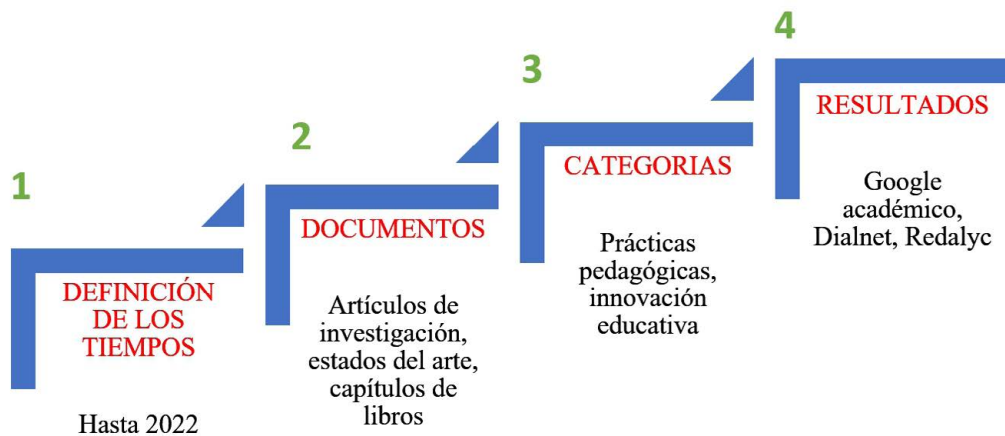 1
DEFINICIÓN
DE LOS
TIEMPOS
Hasta 2022
2
DOCUMENTOS
Artículos de
investigación,
estados del arte,
capítulos de
libros
3
CATEGORIAS
Prácticas
pedagógicas,
innovación
educativa
4
RESULTADOS
Google
académico,
Dialnet, Redalyc